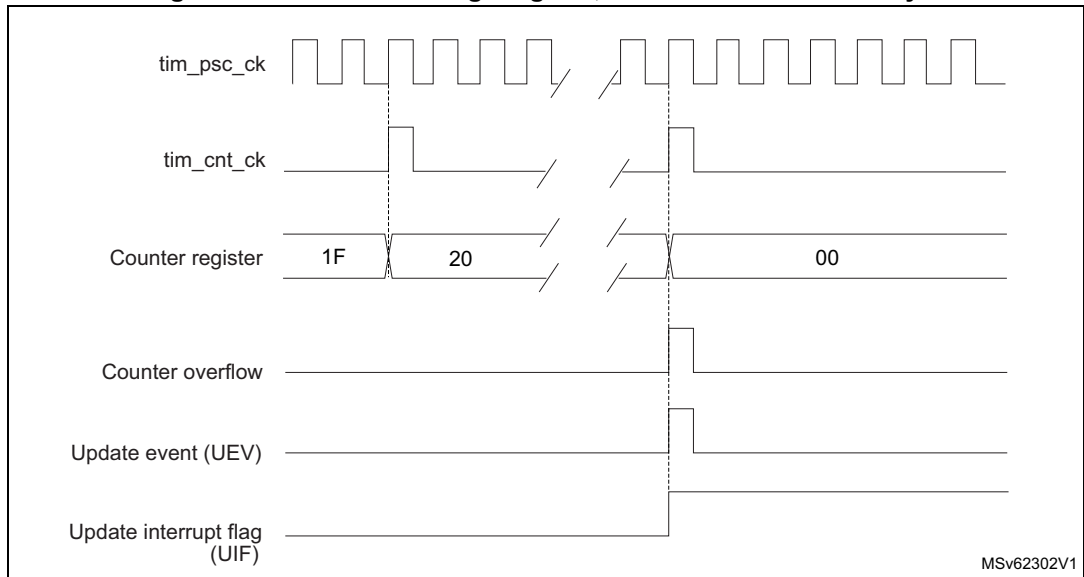 tim_psc_ck
tim_cnt_ck
Counter register
1F
20
00
Counter overflow
Update event (UEV)
Update interrupt flag
(UIF)
MSv62302V1